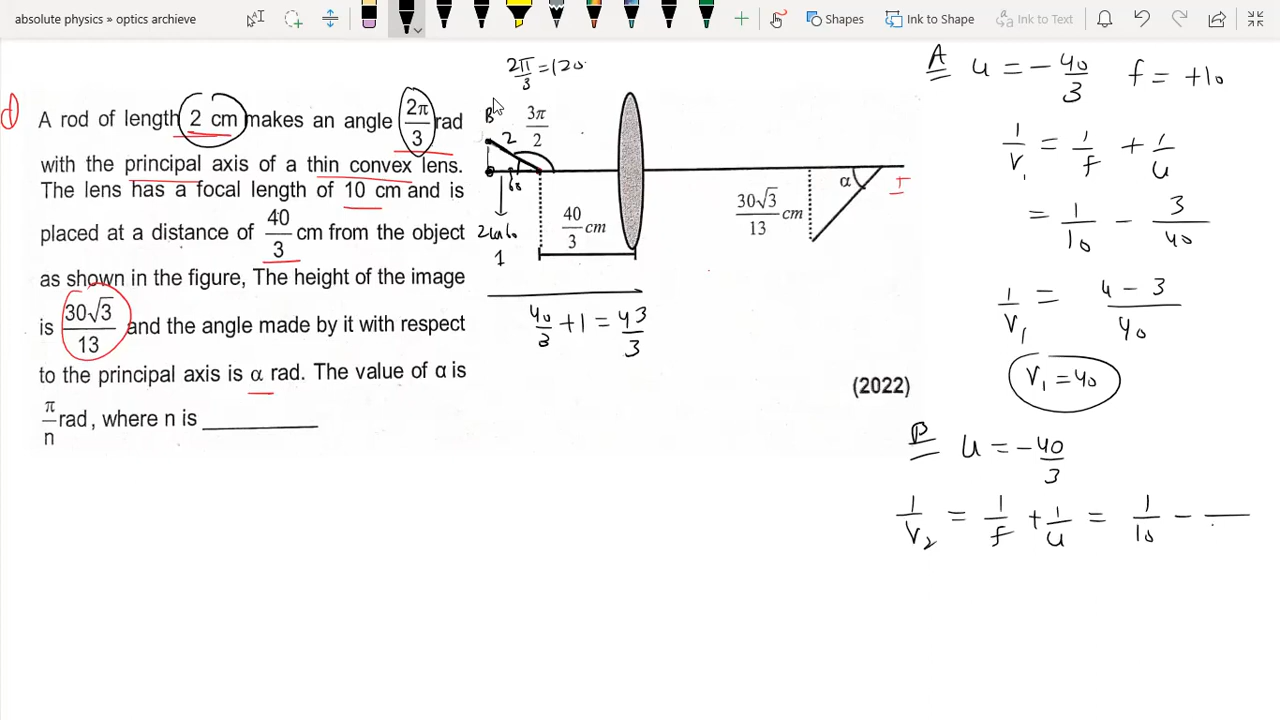 absolute physics » optics archieve
Shapes
Ink to Shape
Ink to Text
d)
A rod of length 2 cm makes an angle 2π/3 rad
with the principal axis of a thin convex lens.
The lens has a focal length of 10 cm and is
placed at a distance of 40/3 cm from the object
as shown in the figure, The height of the image
is 30√3/13 and the angle made by it with respect
to the principal axis is α rad. The value of α is
π/n rad, where n is ____________
2π/3 = 120
B
2
3π/2
60
2cos60
1
40/3 cm
40/3 + 1 = 43/3
30√3/13 cm
α
I
(2022)
A u = -40/3 f = +10
1/V₁ = 1/f + 1/u
= 1/10 - 3/40
1/V₁ = 4 - 3/40
V₁ = 40
B u = -40/3
1/V₂ = 1/f + 1/u = 1/10 -